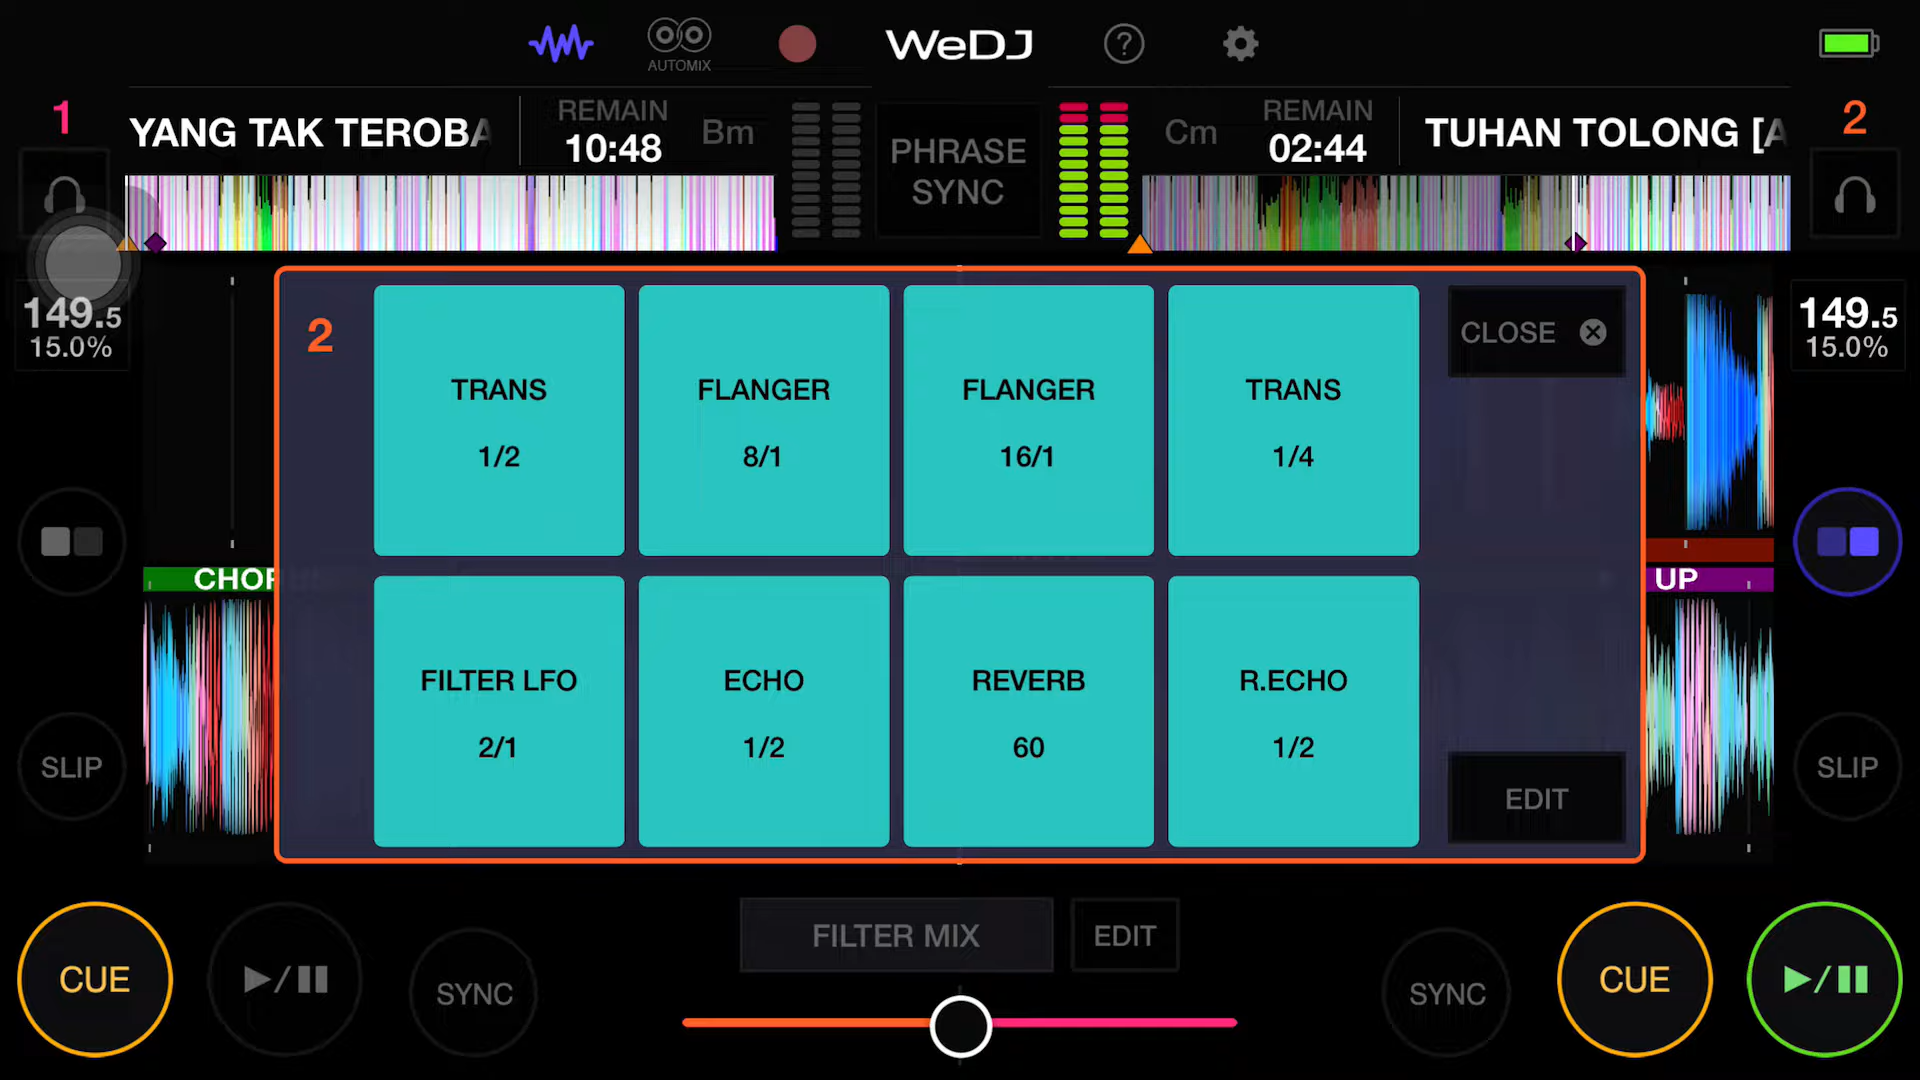 AUTOMIX
WeDJ
?
1
YANG TAK TEROBA
REMAIN
10:48
Bm
PHRASE
SYNC
Cm
REMAIN
02:44
TUHAN TOLONG [A
2
149.5
15.0%
149.5
15.0%
2
TRANS
1/2
FLANGER
8/1
FLANGER
16/1
TRANS
1/4
CLOSE
CHOR
UP
FILTER LFO
2/1
ECHO
1/2
REVERB
60
R.ECHO
1/2
EDIT
SLIP
SLIP
CUE
SYNC
FILTER MIX
EDIT
SYNC
CUE